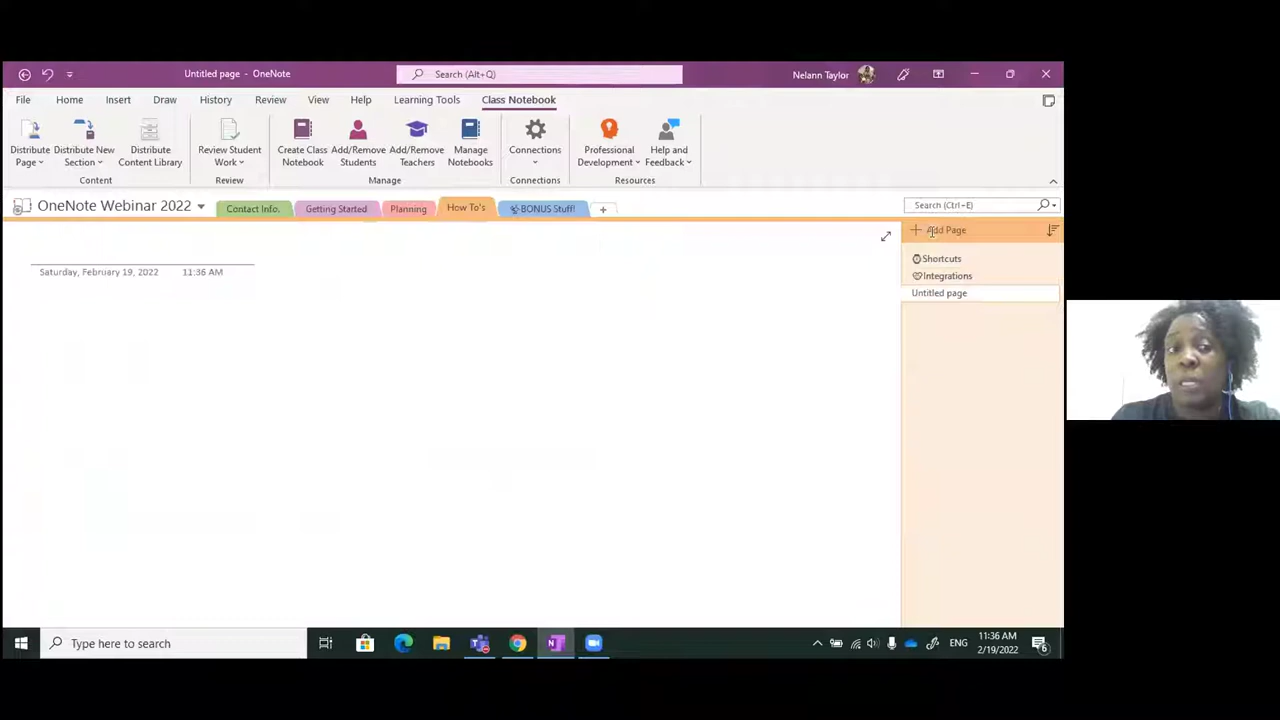 Untitled page - OneNote
Search (Alt+Q)
Nelann Taylor
File Home Insert Draw History Review View Help Learning Tools Class Notebook
Distribute Page
Distribute New Section
Distribute Content Library
Review Student Work
Create Class Notebook
Add/Remove Students
Add/Remove Teachers
Manage Notebooks
Connections
Professional Development
Help and Feedback
Content
Review
Manage
Connections
Resources
OneNote Webinar 2022
Contact Info.
Getting Started
Planning
How To's
BONUS Stuff!
Search (Ctrl+E)
Add Page
Shortcuts
Integrations
Untitled page
Saturday, February 19, 2022 11:36 AM
Type here to search
ENG
11:36 AM
2/19/2022
6